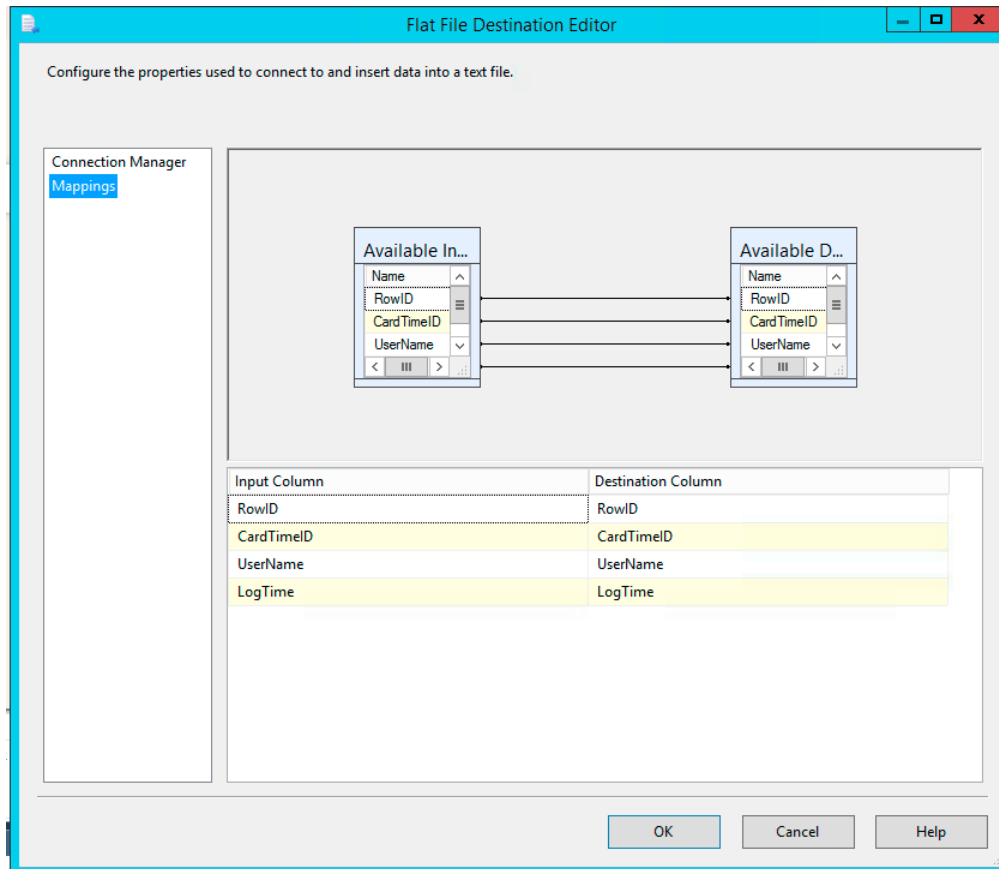 Flat File Destination Editor
x
Configure the properties used to connect to and insert data into a text file.
Connection Manager
Mappings
Available In...
Name
RowID
CardTimeID
UserName
Available D...
Name
RowID
CardTimeID
UserName
Input Column Destination Column
RowID RowID
CardTimeID CardTimeID
UserName UserName
LogTime LogTime
OK Cancel Help